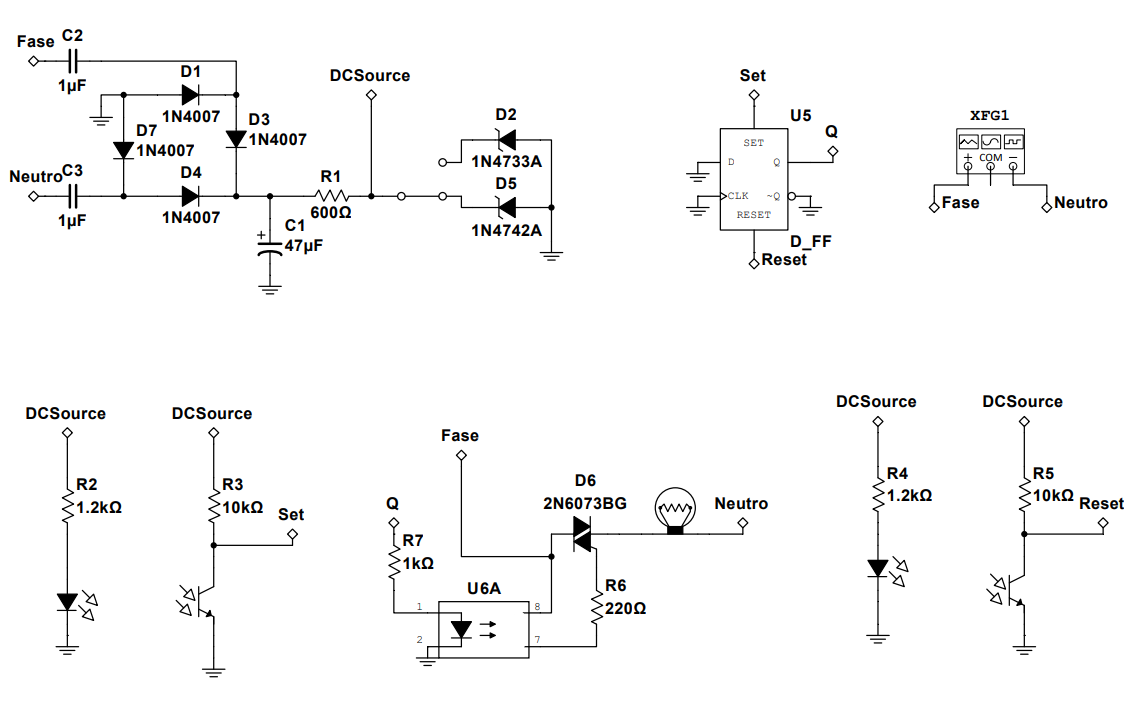 Fase
C2
1µF
D1
1N4007
D3
1N4007
D7
1N4007
Neutro
C3
1µF
D4
1N4007
C1
47µF
+
R1
600Ω
DCSource
D2
1N4733A
D5
1N4742A
Set
U5
SET
D
Q
CLK
~Q
RESET
Q
D_FF
Reset
XFG1
+
COM
−
Fase
Neutro
DCSource
R2
1.2kΩ
DCSource
R3
10kΩ
Set
Fase
Q
R7
1kΩ
U6A
1
2
8
7
D6
2N6073BG
R6
220Ω
Neutro
DCSource
R4
1.2kΩ
DCSource
R5
10kΩ
Reset